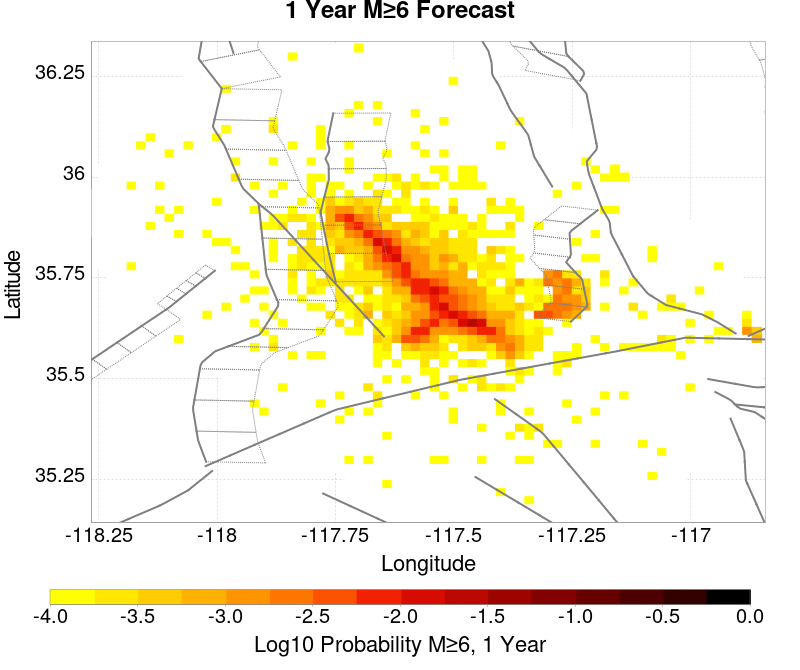 1 Year M≥6 Forecast
36.25
36
35.75
35.5
35.25
Latitude
-118.25 -118 -117.75 -117.5 -117.25 -117
Longitude
-4.0 -3.5 -3.0 -2.5 -2.0 -1.5 -1.0 -0.5 0.0
Log10 Probability M≥6, 1 Year